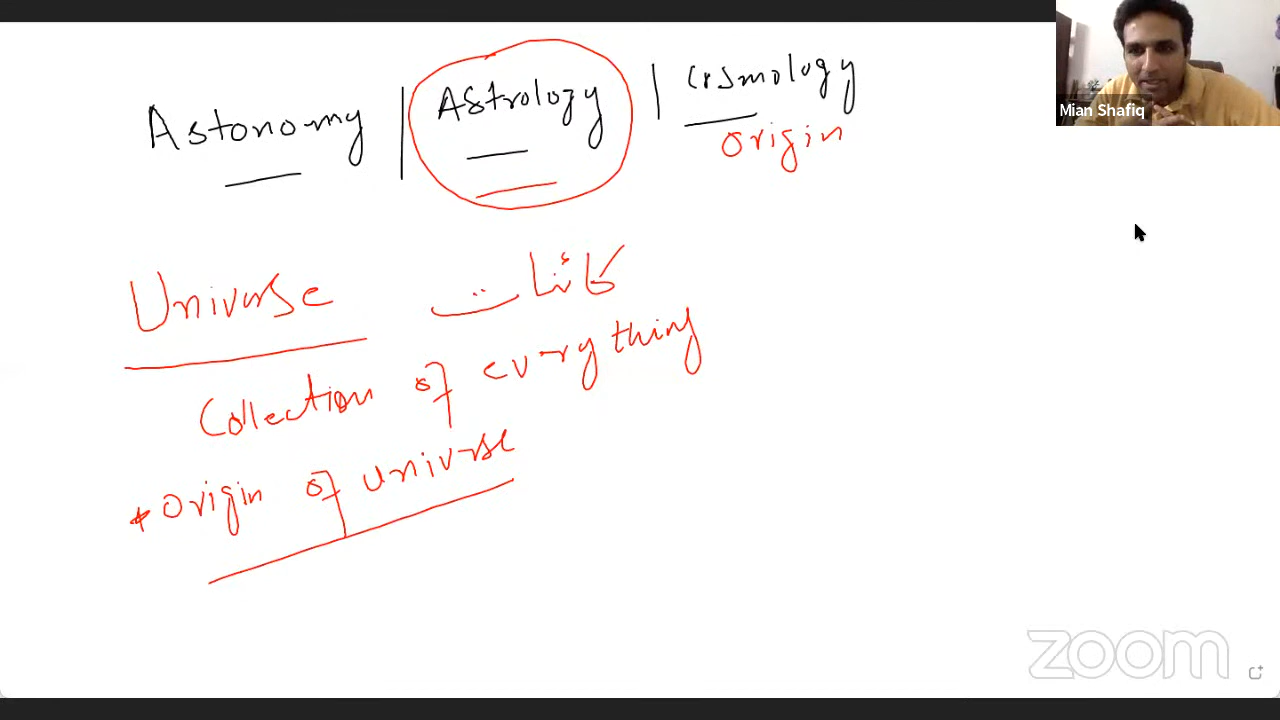 Astonomy | Astrology | Cosmology
origin
Universe کائنات
Collection of everything
* Origin of universe
Mian Shafiq
zoom